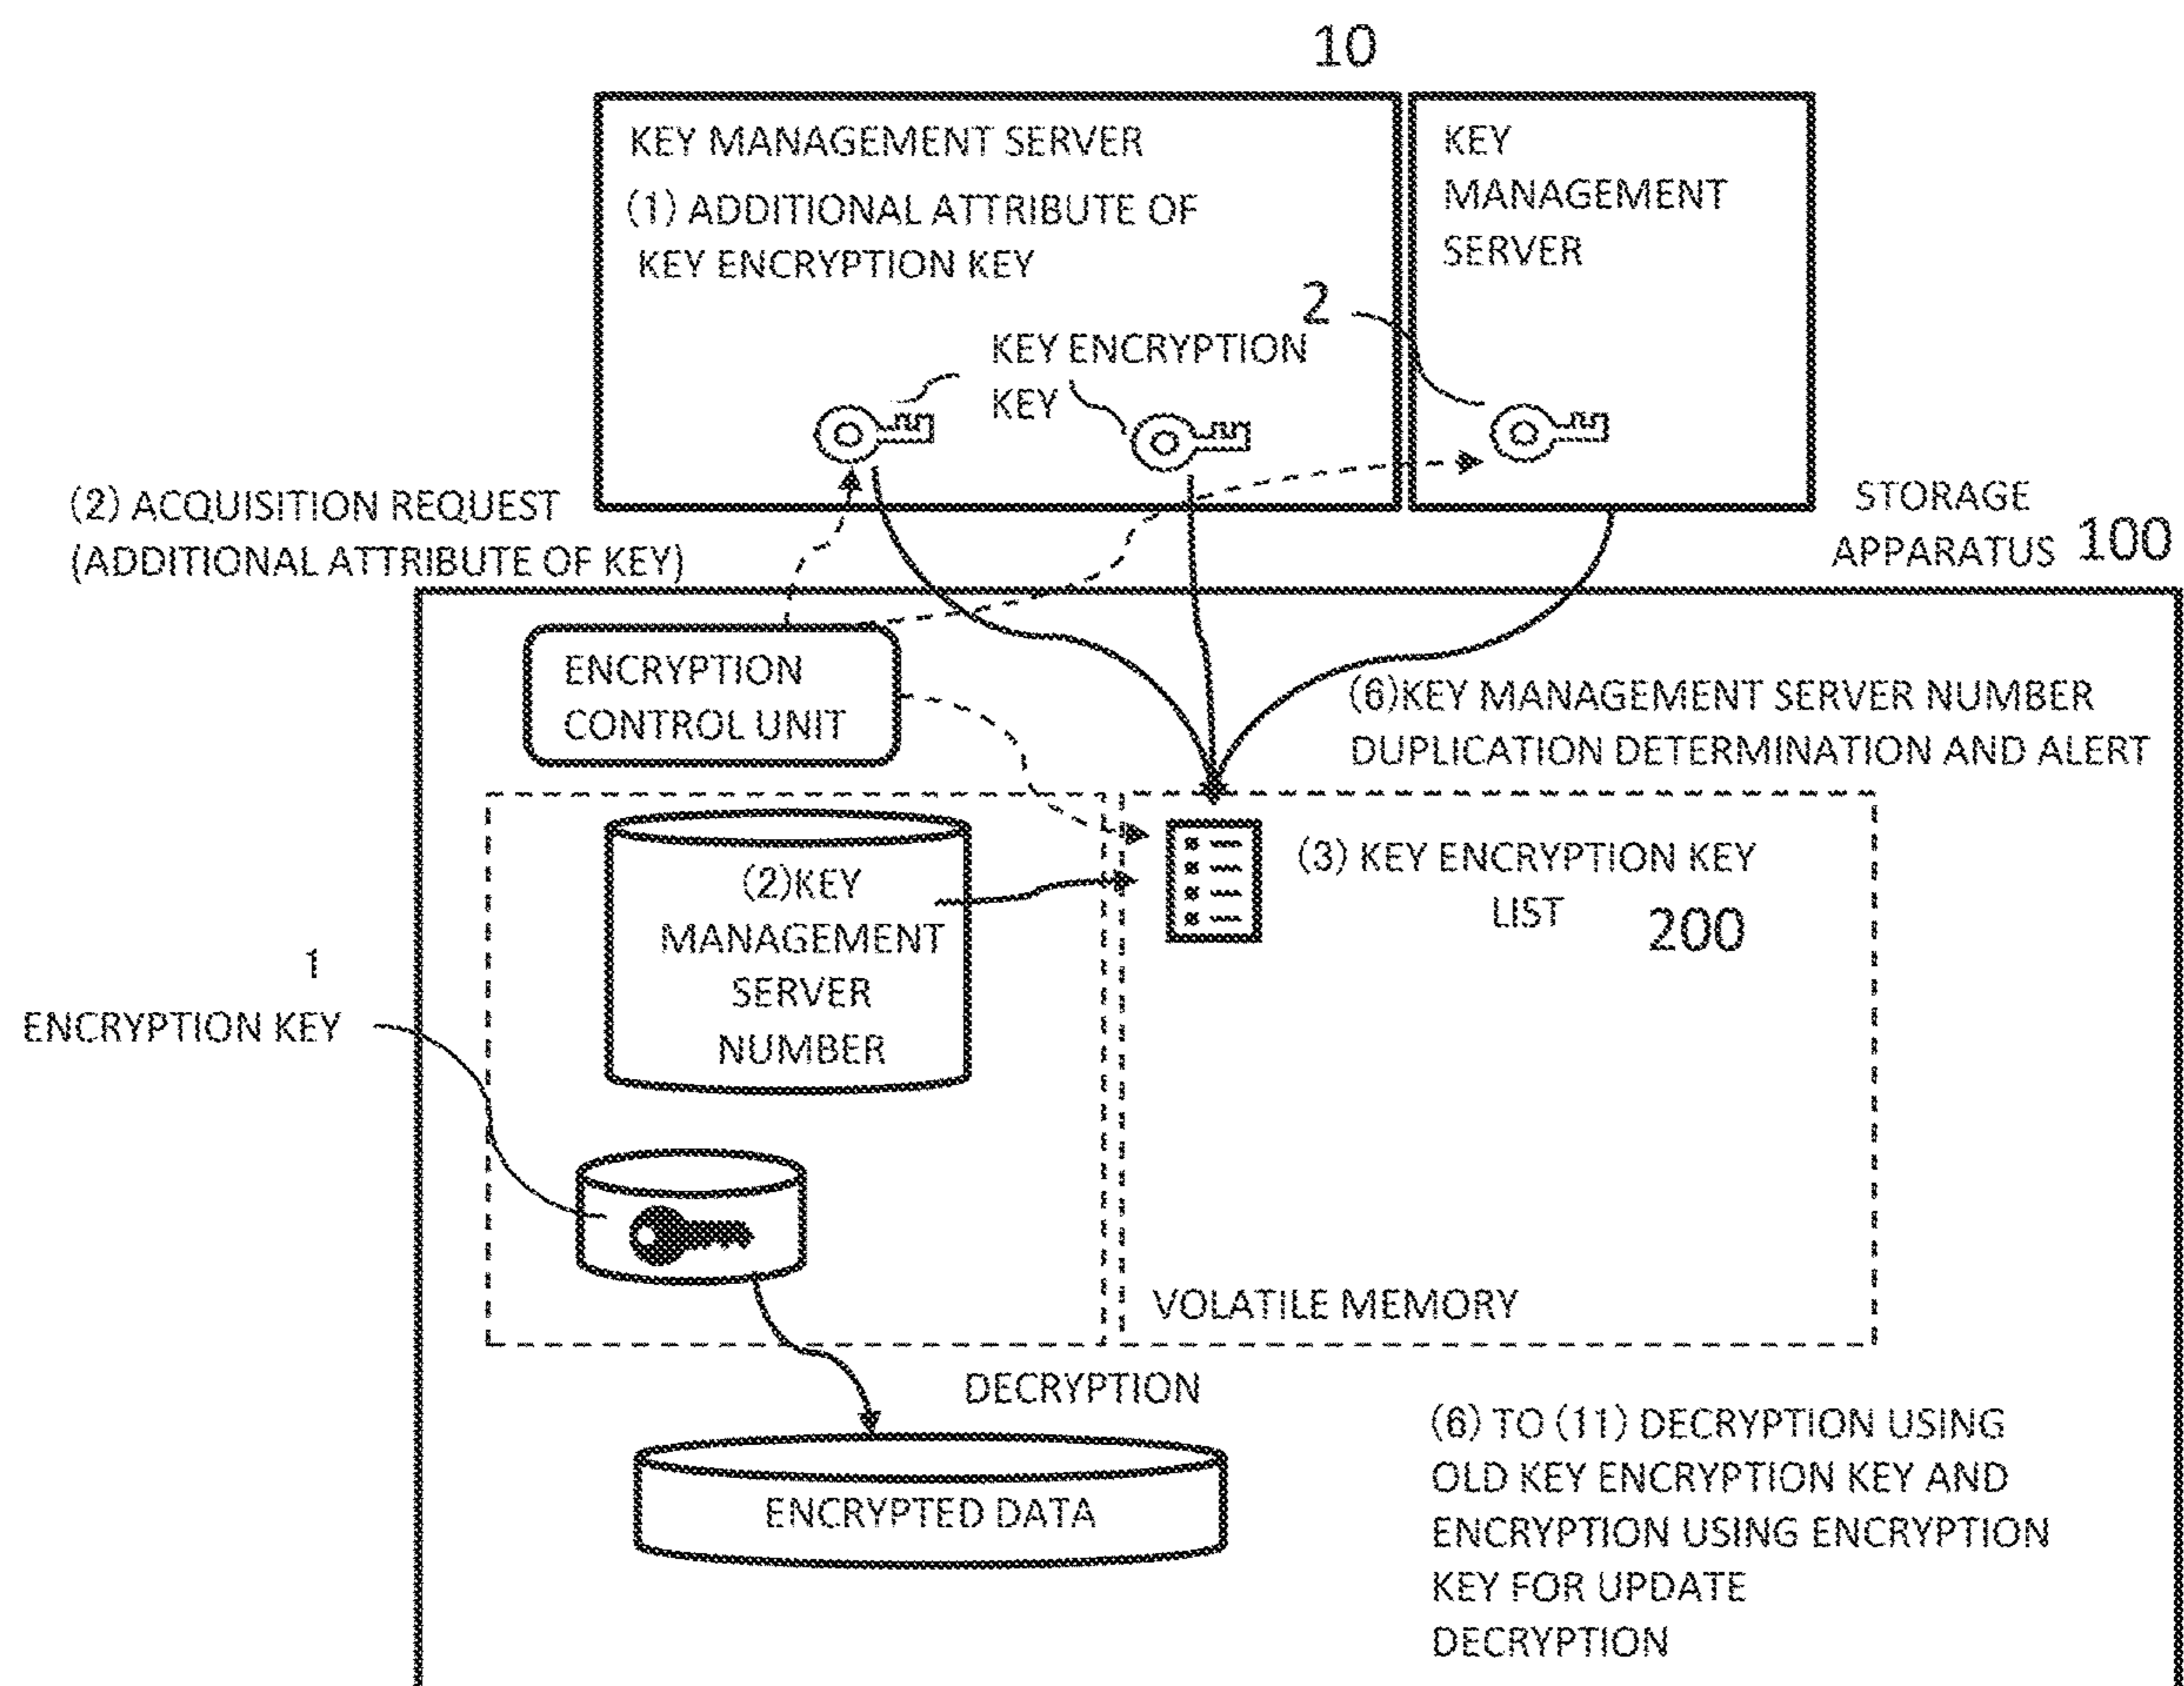 10
KEY MANAGEMENT SERVER
(1) ADDITIONAL ATTRIBUTE OF
KEY ENCRYPTION KEY
KEY
MANAGEMENT
SERVER
2
KEY ENCRYPTION
KEY
(2) ACQUISITION REQUEST
(ADDITIONAL ATTRIBUTE OF KEY)
STORAGE
APPARATUS 100
ENCRYPTION
CONTROL UNIT
(6)KEY MANAGEMENT SERVER NUMBER
DUPLICATION DETERMINATION AND ALERT
(2)KEY
MANAGEMENT
SERVER
NUMBER
(3) KEY ENCRYPTION KEY
LIST 200
1
ENCRYPTION KEY
VOLATILE MEMORY
DECRYPTION
ENCRYPTED DATA
(6) TO (11) DECRYPTION USING
OLD KEY ENCRYPTION KEY AND
ENCRYPTION USING ENCRYPTION
KEY FOR UPDATE
DECRYPTION